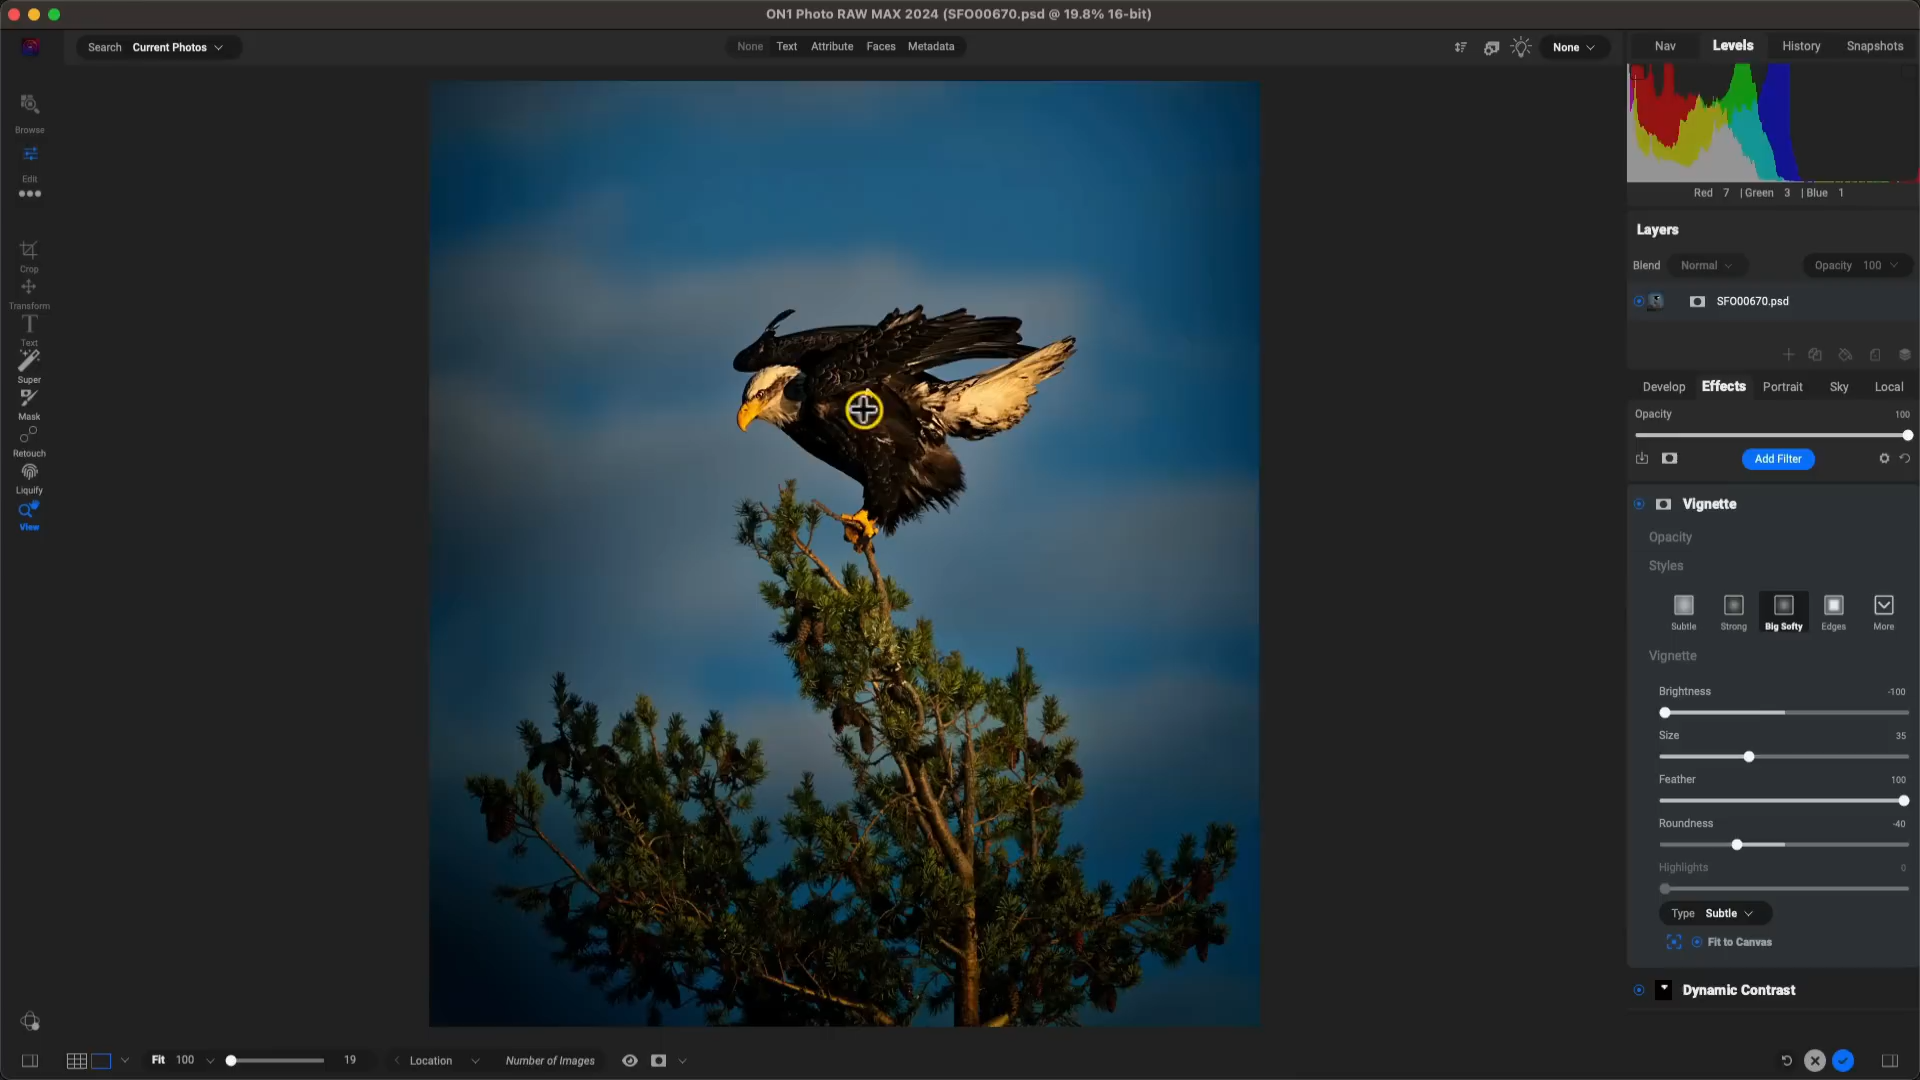 ON1 Photo RAW MAX 2024 (SFO00670.psd @ 19.8% 16-bit)
Search Current Photos
None Text Attribute Faces Metadata
None
Nav Levels History Snapshots
Browse
Edit
Crop
Transform
Text
Super
Mask
Retouch
Liquify
View
Red 7 | Green 3 | Blue 1
Layers
Blend Normal Opacity 100
SFO00670.psd
Develop Effects Portrait Sky Local
Opacity 100
Add Filter
Vignette
Opacity
Styles
Subtle Strong Big Softy Edges More
Vignette
Brightness -100
Size 35
Feather 100
Roundness -40
Highlights 0
Type Subtle
Fit to Canvas
Dynamic Contrast
Fit 100 19 Location Number of Images